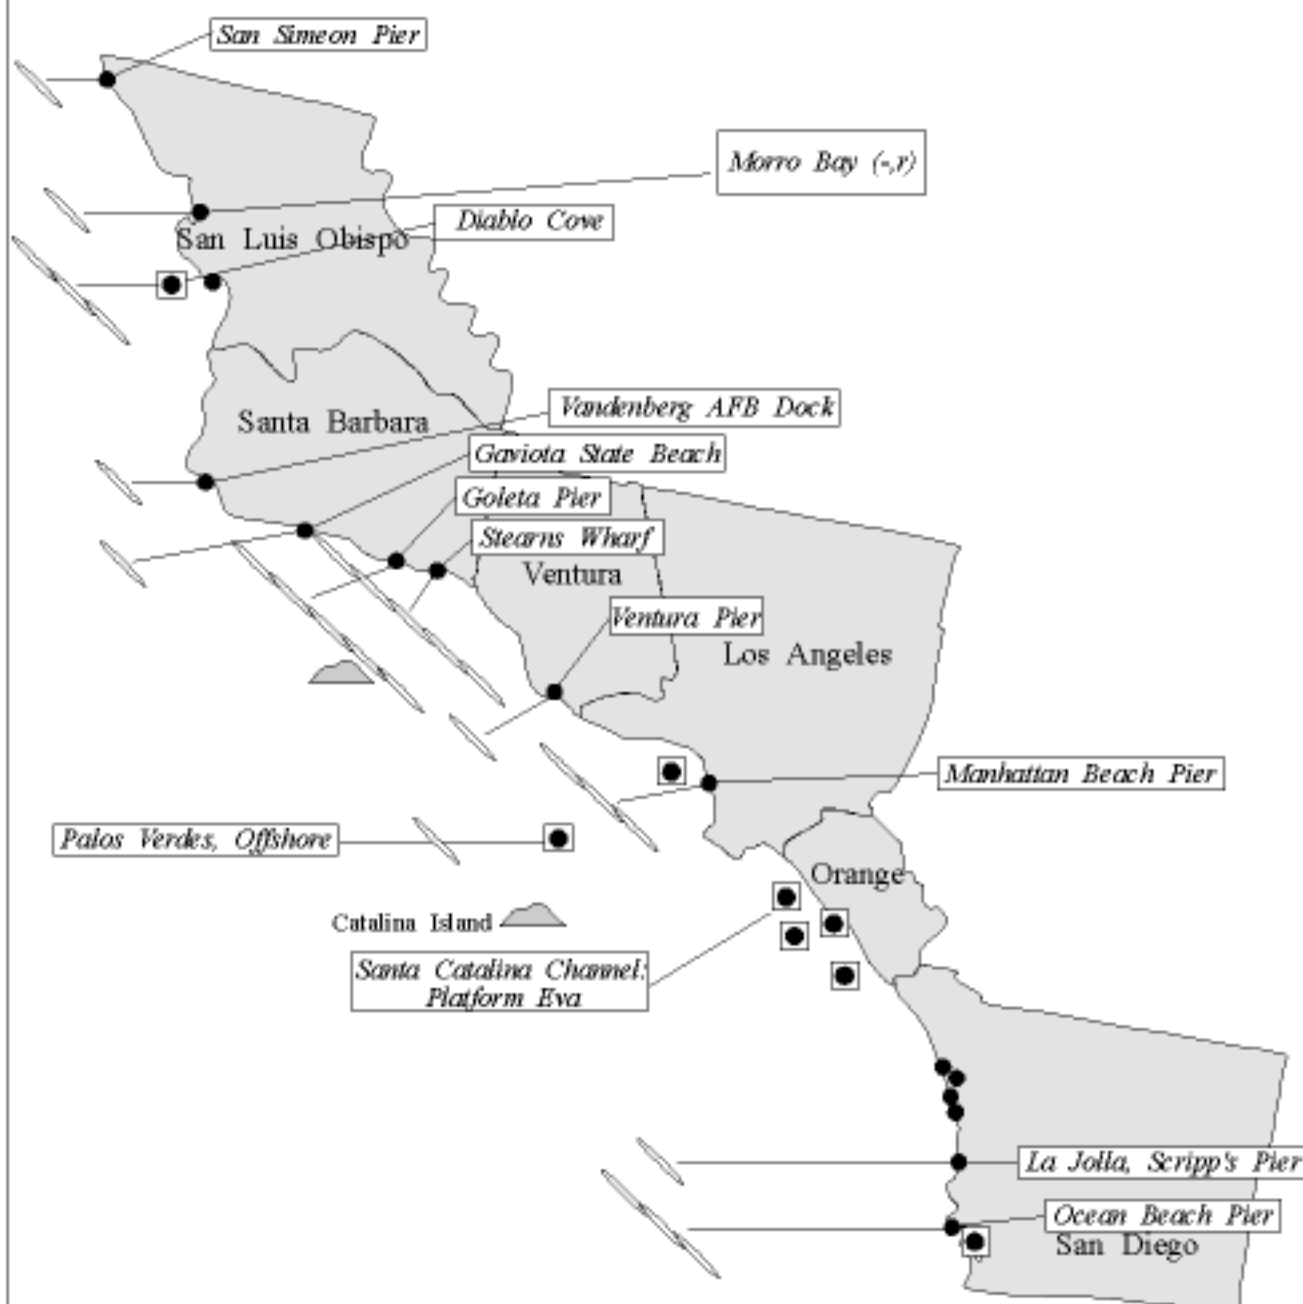 San Simeon Pier
Morro Bay (-,r)
Diablo Cove
San Luis Obispo
Vandenberg AFB Dock
Santa Barbara
Gaviota State Beach
Goleta Pier
Stearns Wharf
Ventura
Ventura Pier
Los Angeles
Manhattan Beach Pier
Palos Verdes, Offshore
Orange
Catalina Island
Santa Catalina Channel:
Platform Eva
La Jolla, Scripp's Pier
Ocean Beach Pier
San Diego